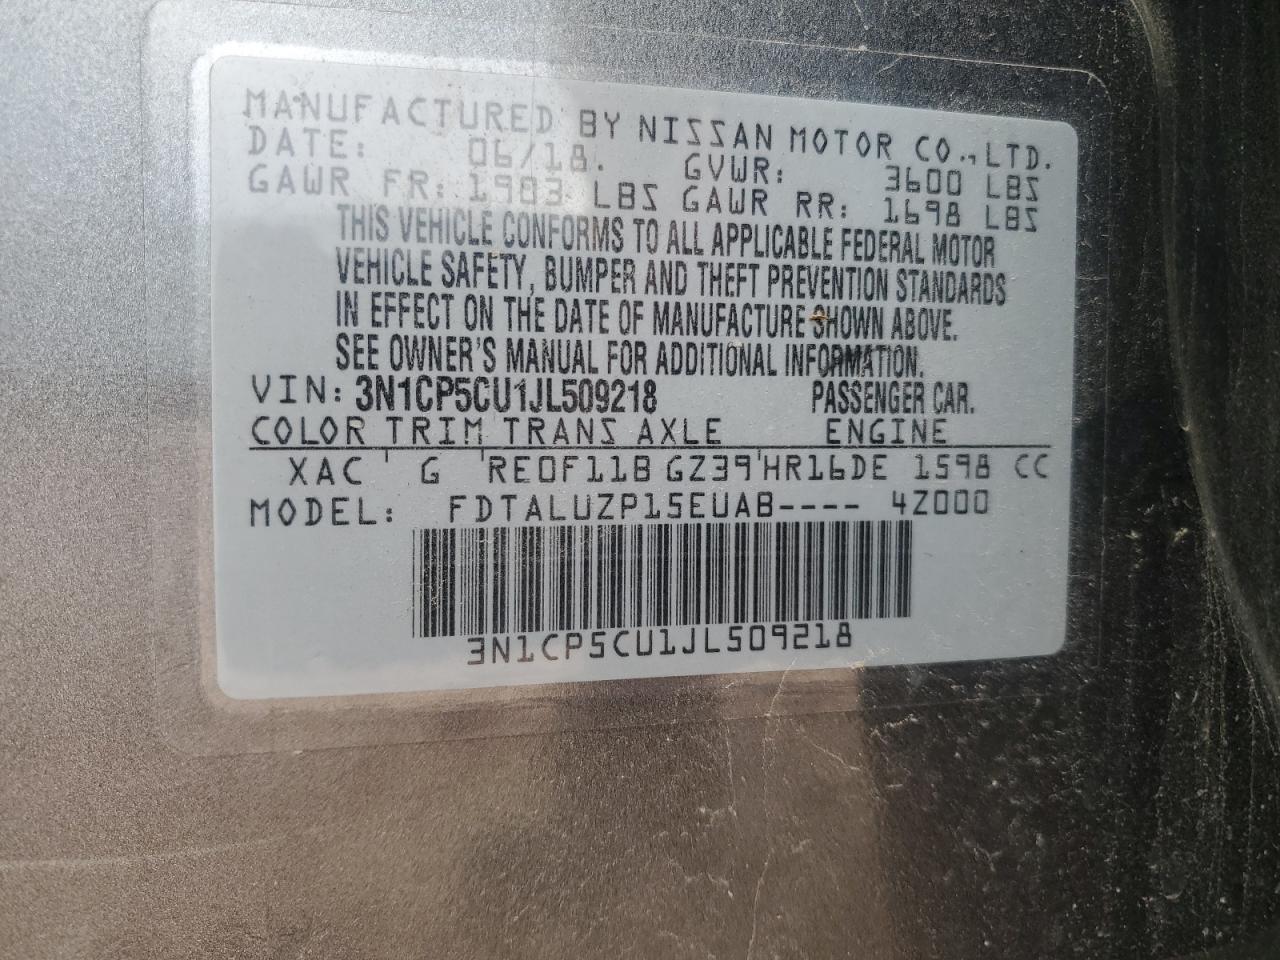 MANUFACTURED BY NISSAN MOTOR CO., LTD.
DATE: 06/18. GVWR: 3600 LBS
GAWR FR: 1903 LBS GAWR RR: 1698 LBS
THIS VEHICLE CONFORMS TO ALL APPLICABLE FEDERAL MOTOR
VEHICLE SAFETY, BUMPER AND THEFT PREVENTION STANDARDS
IN EFFECT ON THE DATE OF MANUFACTURE SHOWN ABOVE.
SEE OWNER'S MANUAL FOR ADDITIONAL INFORMATION.
VIN: 3N1CP5CU1JL509218 PASSENGER CAR.
COLOR TRIM TRANS AXLE ENGINE
XAC G RE0F11B GZ39 HR16DE 1598 CC
MODEL: FDTALUZP15EUAB---- 4Z000
3N1CP5CU1JL509218